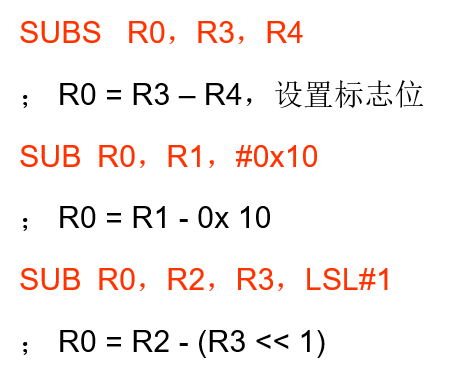 SUBS R0，R3，R4
； R0 = R3 – R4，设置标志位
SUB R0，R1，#0x10
； R0 = R1 - 0x 10
SUB R0，R2，R3，LSL#1
； R0 = R2 - (R3 << 1)